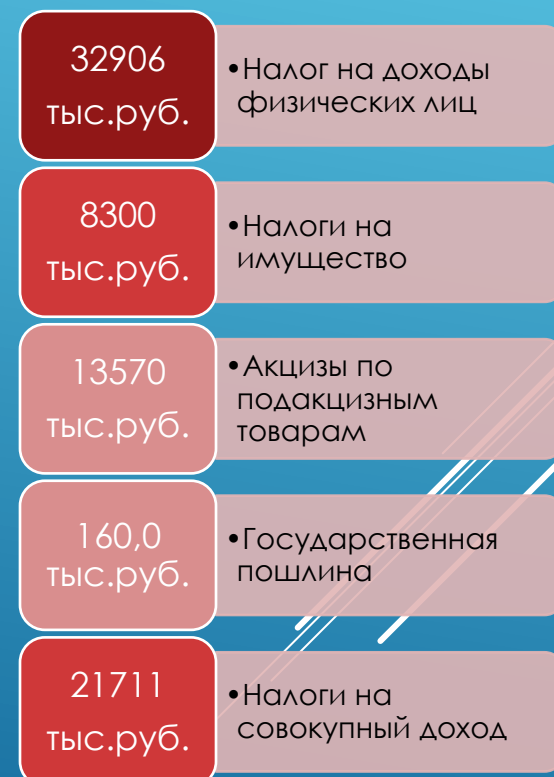 32906
тыс.руб.
•Налог на доходы
физических лиц
8300
тыс.руб.
•Налоги на
имущество
13570
тыс.руб.
•Акцизы по
подакцизным
товарам
160,0
тыс.руб.
•Государственная
пошлина
21711
тыс.руб.
•Налоги на
совокупный доход